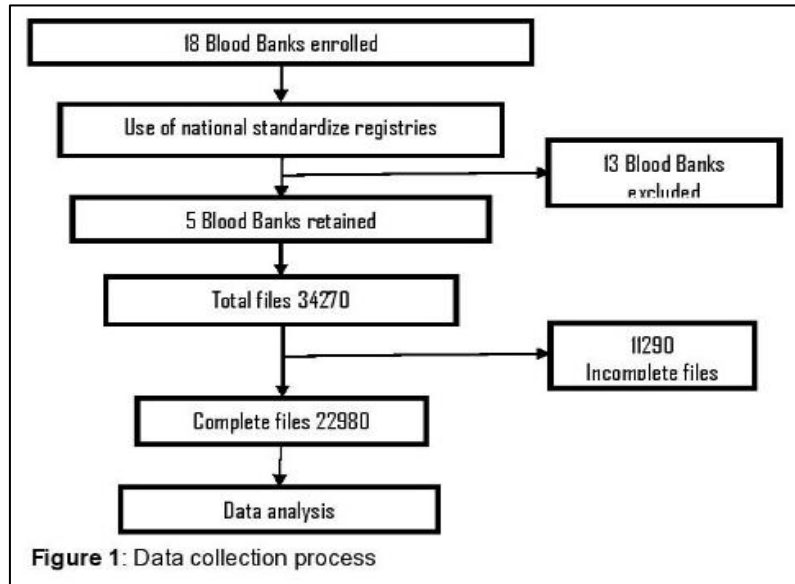 18 Blood Banks enrolled
Use of national standardize registries
13 Blood Banks
excluded
5 Blood Banks retained
Total files 34270
11290
Incomplete files
Complete files 22980
Data analysis
Figure 1: Data collection process